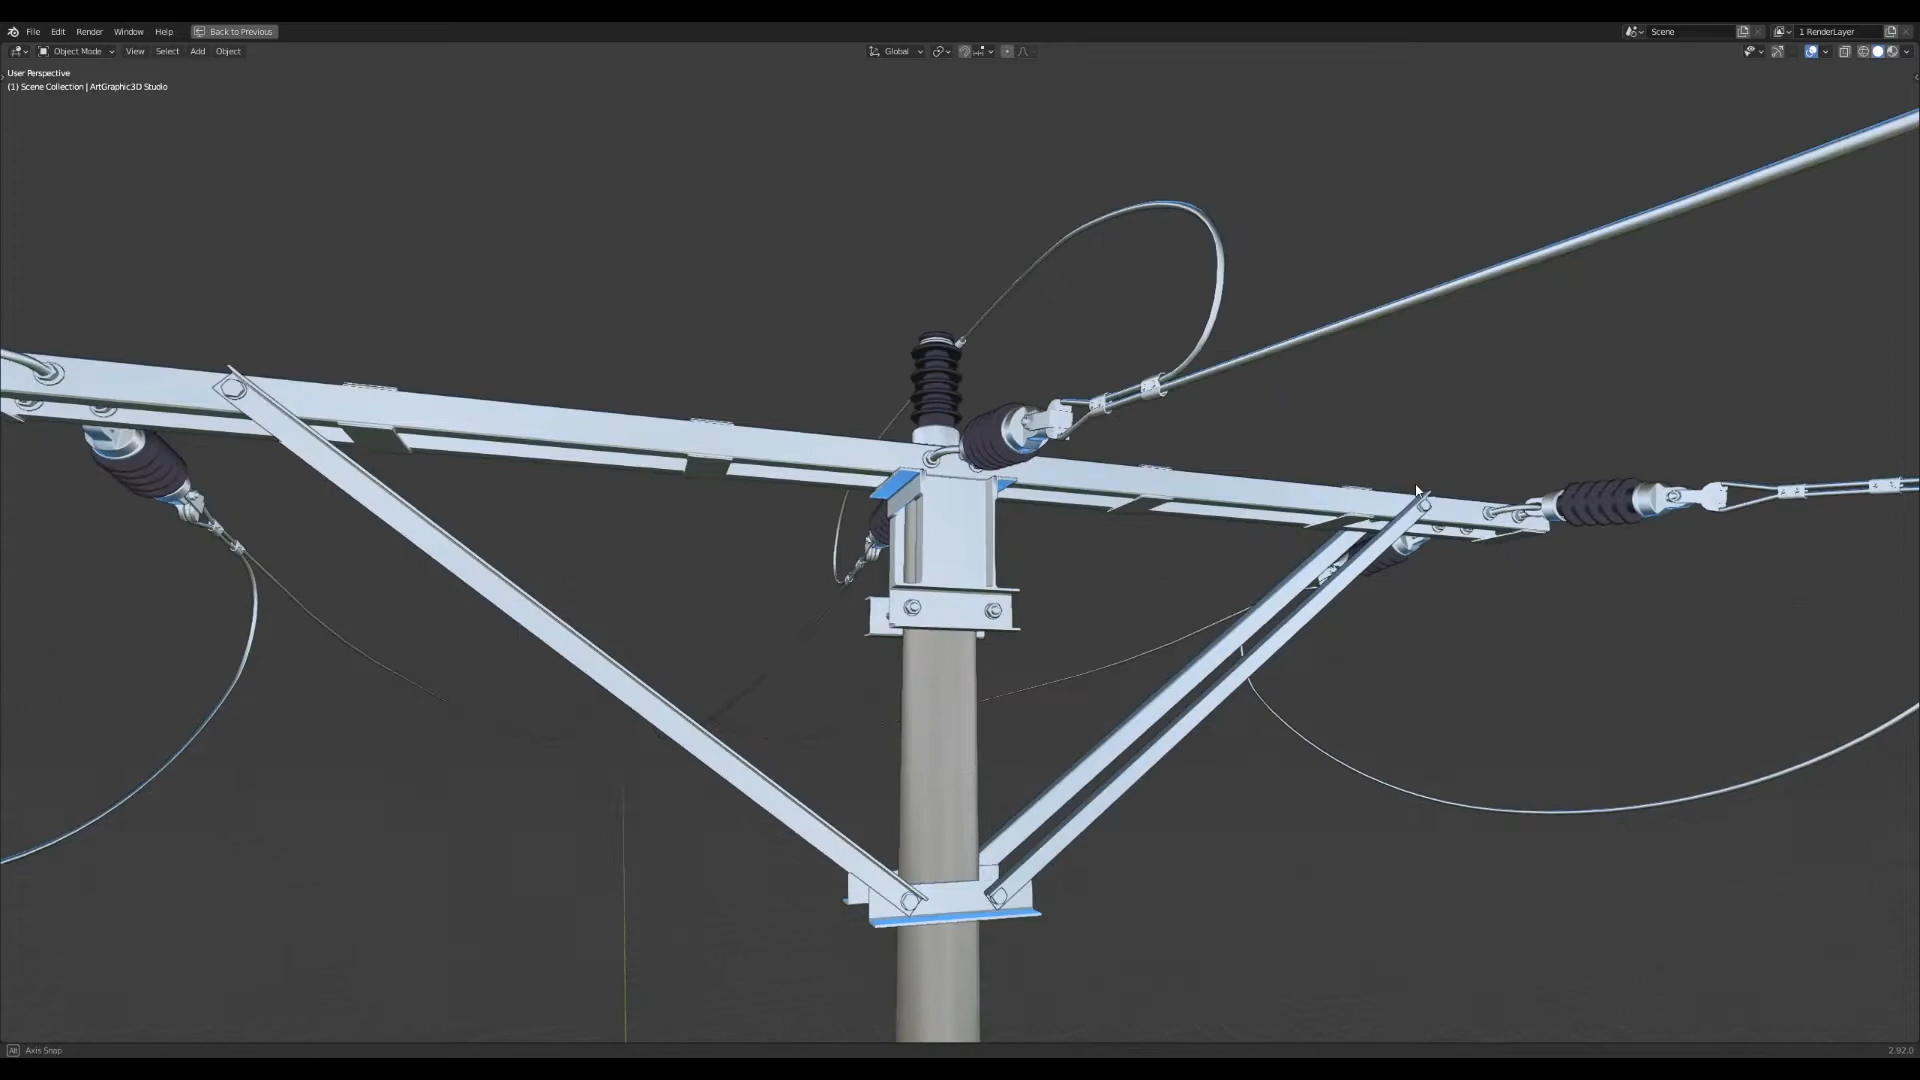 File Edit Render Window Help Back to Previous Scene 1 RenderLayer
Object Mode View Select Add Object Global
User Perspective
(1) Scene Collection | ArtGraphic3D Studio
Alt Axis Snap 2.92.0